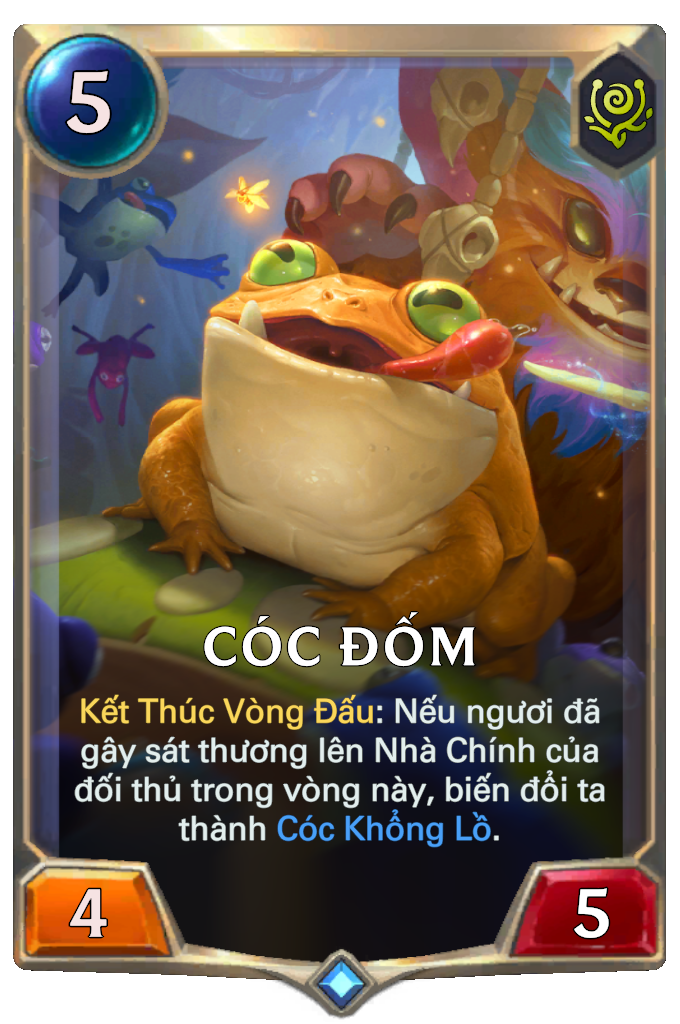 5
CÓC ĐỐM
Kết Thúc Vòng Đấu: Nếu ngươi đã
gây sát thương lên Nhà Chính của
đối thủ trong vòng này, biến đổi ta
thành Cóc Khổng Lồ.
4
5